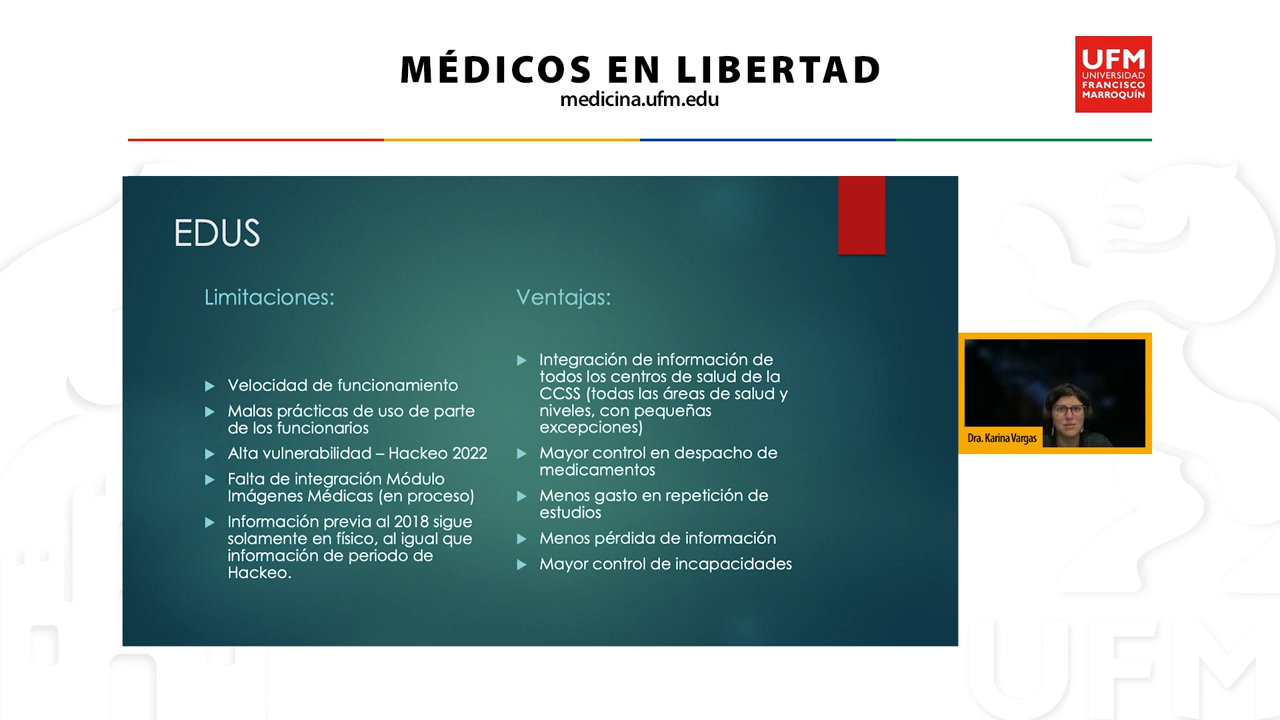 MÉDICOS EN LIBERTAD
medicina.ufm.edu
UFM
UNIVERSIDAD
FRANCISCO
MARROQUÍN
EDUS
Limitaciones:
Velocidad de funcionamiento
Malas prácticas de uso de parte
de los funcionarios
Alta vulnerabilidad – Hackeo 2022
Falta de integración Módulo
Imágenes Médicas (en proceso)
Información previa al 2018 sigue
solamente en físico, al igual que
información de periodo de
Hackeo.
Ventajas:
Integración de información de
todos los centros de salud de la
CCSS (todas las áreas de salud y
niveles, con pequeñas
excepciones)
Mayor control en despacho de
medicamentos
Menos gasto en repetición de
estudios
Menos pérdida de información
Mayor control de incapacidades
Dra. Karina Vargas
UFM